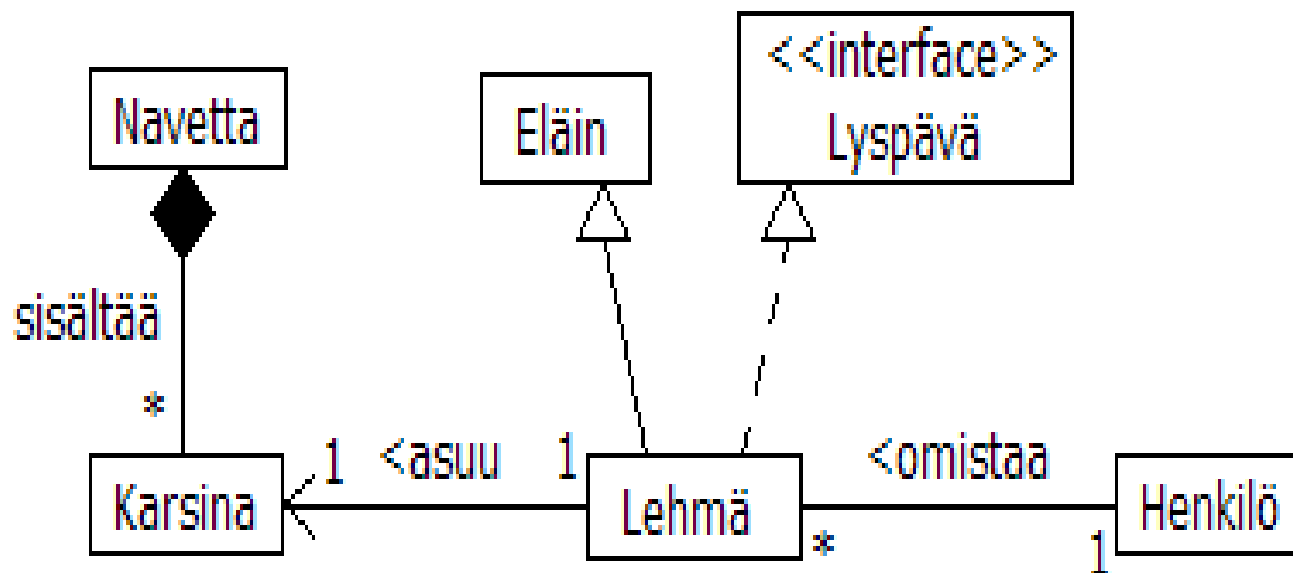 <<interface>>
Lyspävä
Navetta
Eläin
sisältää
*
1 <asuu 1
<omistaa
Karsina
Lehmä
Henkilö
*
1